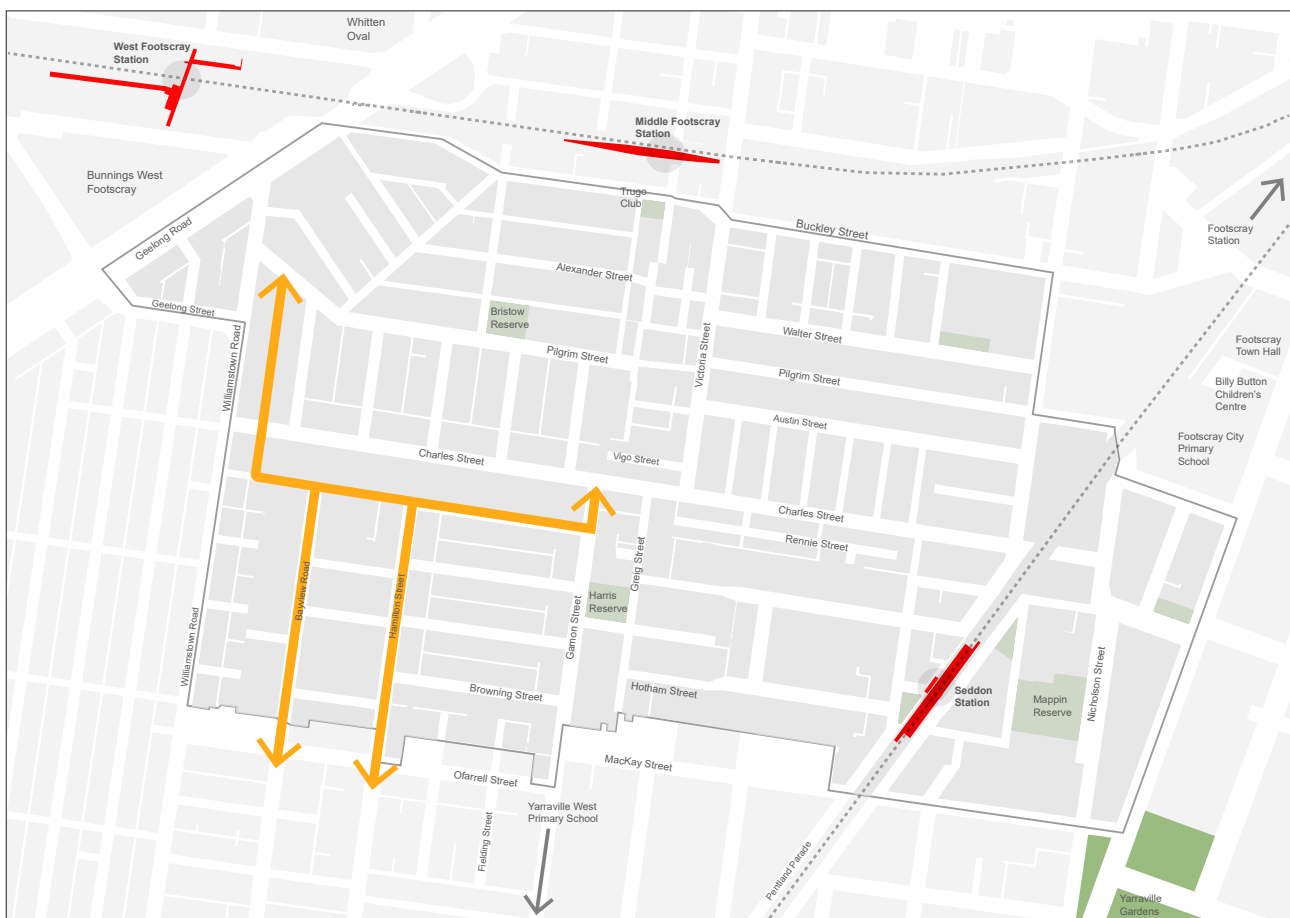 Whitten
Oval
West Footscray
Station
Middle Footscray
Station
Bunnings West
Footscray
Trugo
Club
Geelong Road
Buckley Street
Footscray
Station
Alexander Street
Geelong Street
Bristow
Reserve
Williamstown Road
Walter Street
Victoria Street
Footscray
Town Hall
Pilgrim Street
Pilgrim Street
Billy Button
Children's
Centre
Austin Street
Footscray City
Primary
School
Charles Street
Vigo Street
Charles Street
Rennie Street
Greig Street
Bayview Road
Hamilton Street
Harris
Reserve
Gamon Street
Williamstown Road
Browning Street
Hotham Street
Seddon
Station
Mappin
Reserve
Nicholson Street
MacKay Street
Ofarrell Street
Yarraville West
Primary School
Fielding Street
Pentland Parade
Yarraville
Gardens